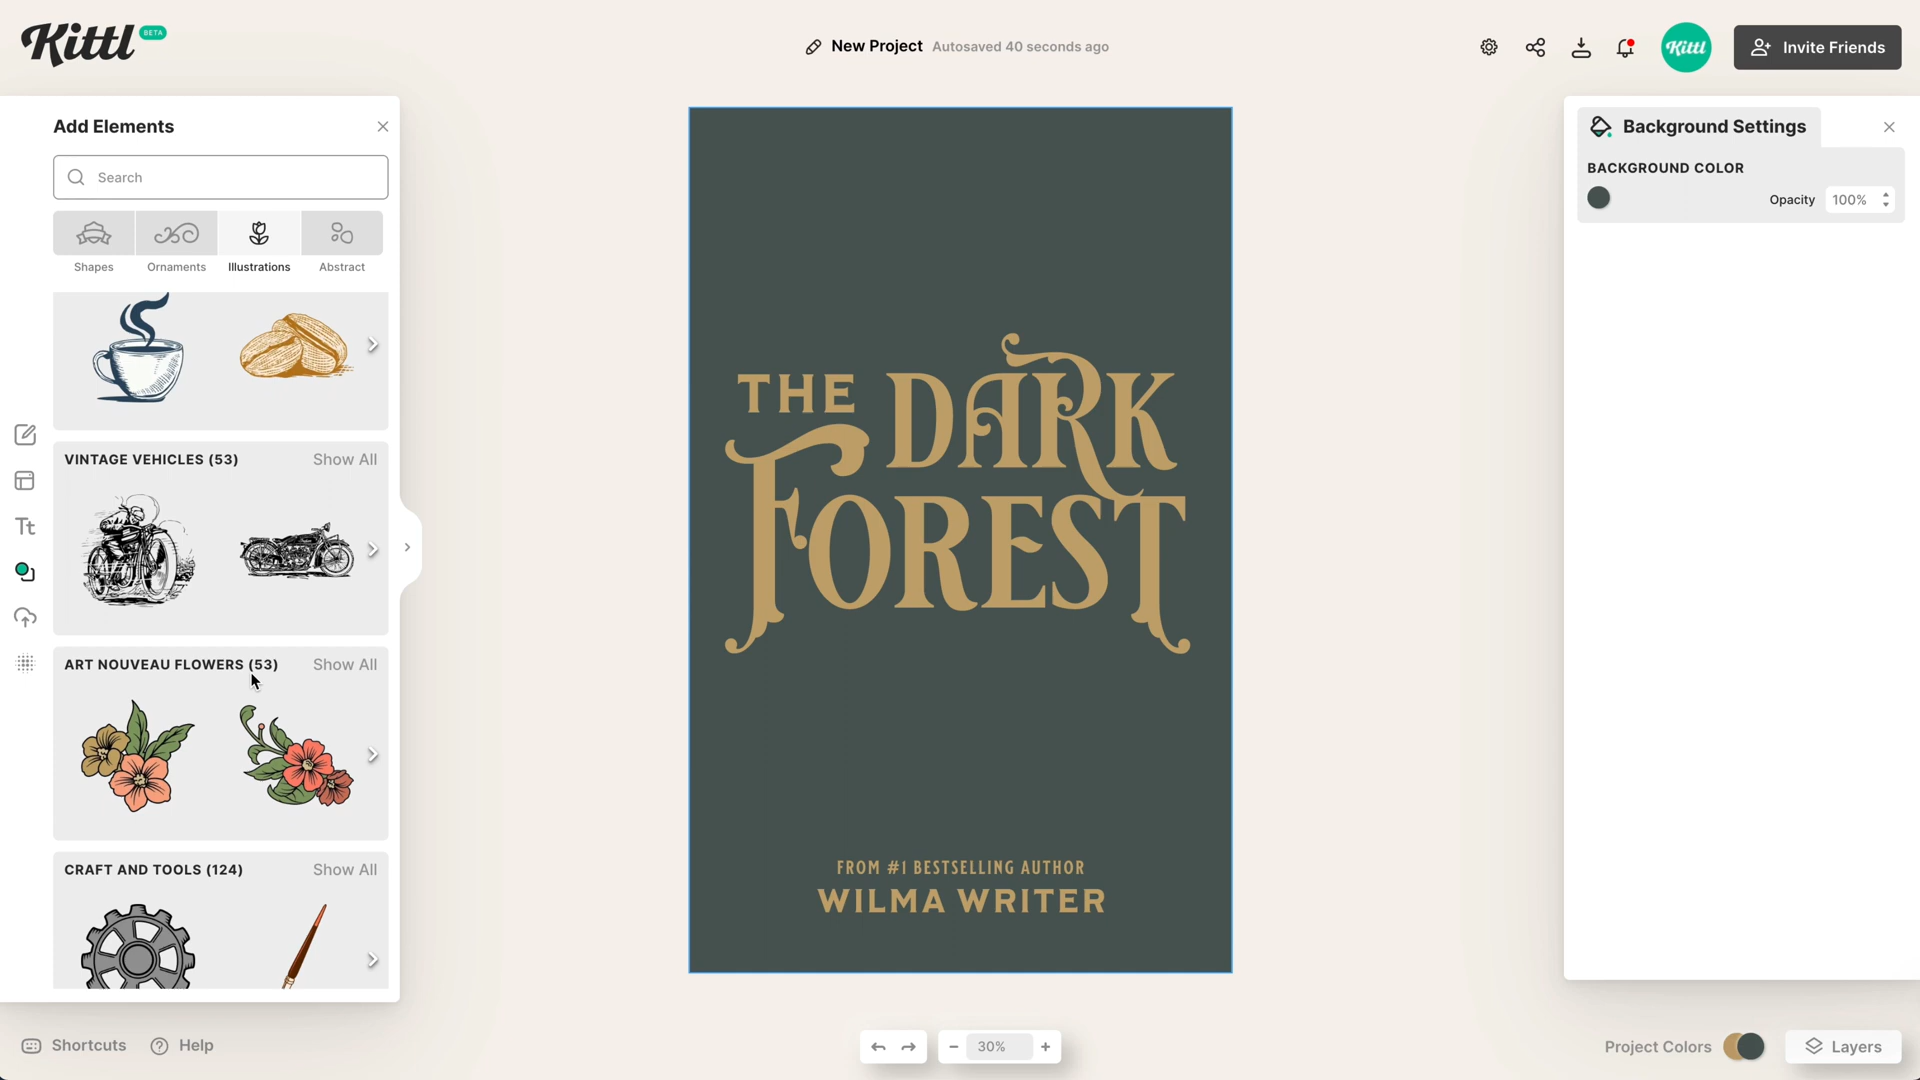 Kittl BETA
New Project Autosaved 40 seconds ago
Kittl
Invite Friends
Add Elements
Search
Shapes Ornaments Illustrations Abstract
VINTAGE VEHICLES (53) Show All
ART NOUVEAU FLOWERS (53) Show All
CRAFT AND TOOLS (124) Show All
Tt
THE DARK
FOREST
FROM #1 BESTSELLING AUTHOR
WILMA WRITER
Background Settings
BACKGROUND COLOR
Opacity 100%
Shortcuts Help
30%
Project Colors Layers